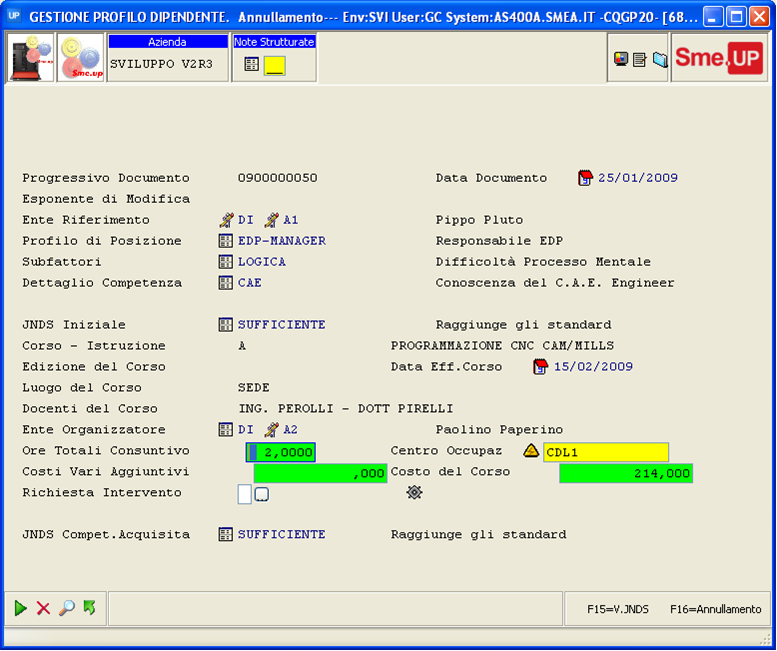 UP GESTIONE PROFILO DIPENDENTE. Annullamento--- Env:SVI User:GC System:AS400A.SMEA.IT -CQGP20- [68...
Azienda Note Strutturate
Sme.up SVILUPPO V2R3 Sme.UP
Progressivo Documento 0900000050 Data Documento 25/01/2009
Esponente di Modifica
Ente Riferimento DI A1 Pippo Pluto
Profilo di Posizione EDP-MANAGER Responsabile EDP
Subfattori LOGICA Difficoltà Processo Mentale
Dettaglio Competenza CAE Conoscenza del C.A.E. Engineer
JNDS Iniziale SUFFICIENTE Raggiunge gli standard
Corso - Istruzione A PROGRAMMAZIONE CNC CAM/MILLS
Edizione del Corso Data Eff.Corso 15/02/2009
Luogo del Corso SEDE
Docenti del Corso ING. PEROLLI - DOTT PIRELLI
Ente Organizzatore DI A2 Paolino Paperino
Ore Totali Consuntivo 2,0000 Centro Occupaz CDL1
Costi Vari Aggiuntivi ,000 Costo del Corso 214,000
Richiesta Intervento
JNDS Compet.Acquisita SUFFICIENTE Raggiunge gli standard
F15=V.JNDS F16=Annullamento